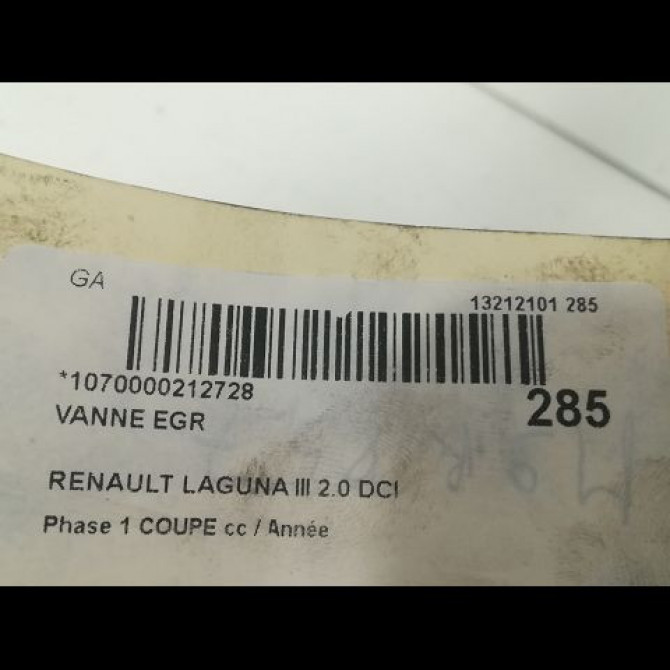 GA
13212101 285
*1070000212728
285
VANNE EGR
RENAULT LAGUNA III 2.0 DCI
Phase 1 COUPE cc / Année